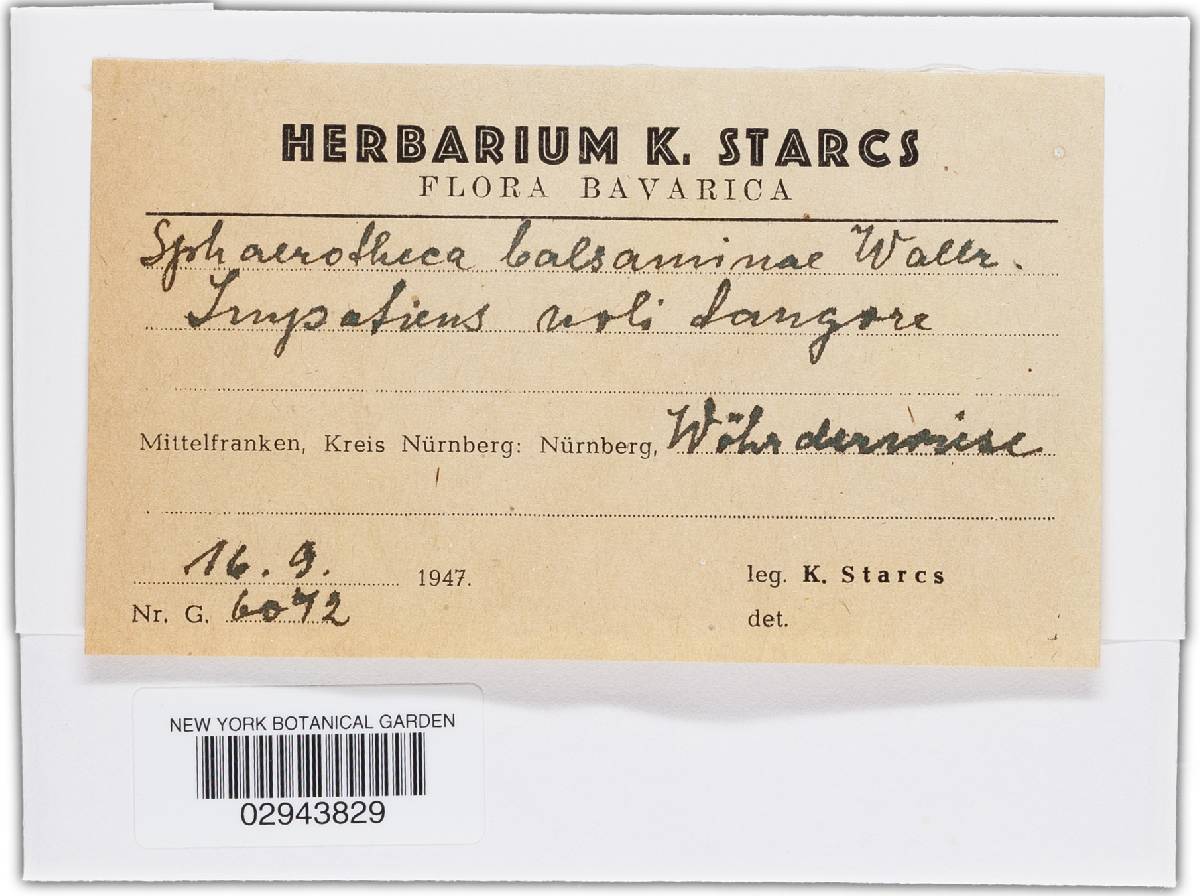 HERBARIUM K. STARCS
FLORA BAVARICA
Sphaerotheca balsaminae Wallr.
Impatiens noli tangere
Mittelfranken, Kreis Nürnberg: Nürnberg, Wöhrderwiese
16. 9. 1947.
leg. K. Starcs
Nr. G. 6072
det.
NEW YORK BOTANICAL GARDEN
02943829